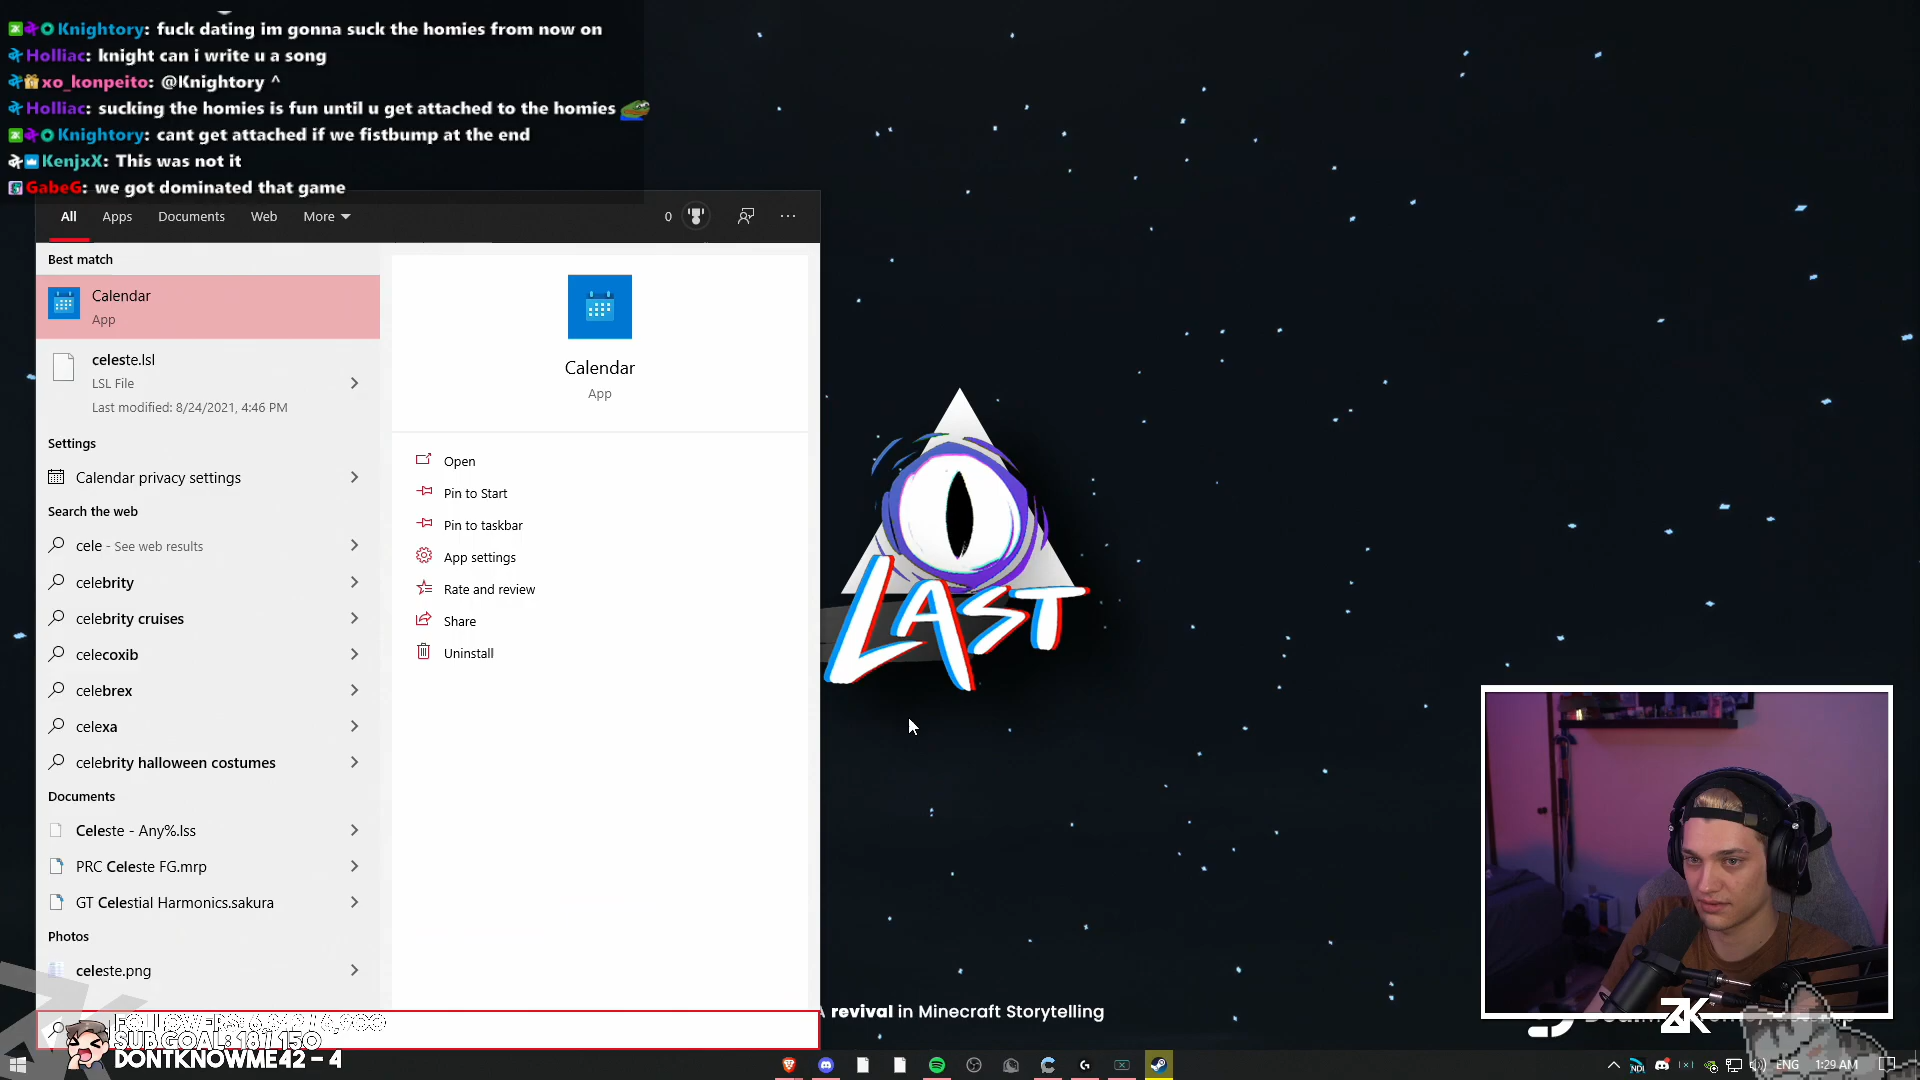 Knightory: fuck dating im gonna suck the homies from now on
Holliac: knight can i write u a song
xo_konpeito: @Knightory ^
Holliac: sucking the homies is fun until u get attached to the homies
Knightory: cant get attached if we fistbump at the end
KenjxX: This was not it
GabeG: we got dominated that game
All Apps Documents Web More 0 ...
Best match
Calendar
App
celeste.lsl
LSL File
Last modified: 8/24/2021, 4:46 PM
Settings
Calendar privacy settings
Search the web
cele - See web results
celebrity
celebrity cruises
celecoxib
celebrex
celexa
celebrity halloween costumes
Documents
Celeste - Any%.lss
PRC Celeste FG.mrp
GT Celestial Harmonics.sakura
Photos
celeste.png
Calendar
App
Open
Pin to Start
Pin to taskbar
App settings
Rate and review
Share
Uninstall
LAST
revival in Minecraft Storytelling
SUB GOAL: 18 / 150
DONTKNOWME42 - 4
ZK
NDI
ENG
1:29 AM